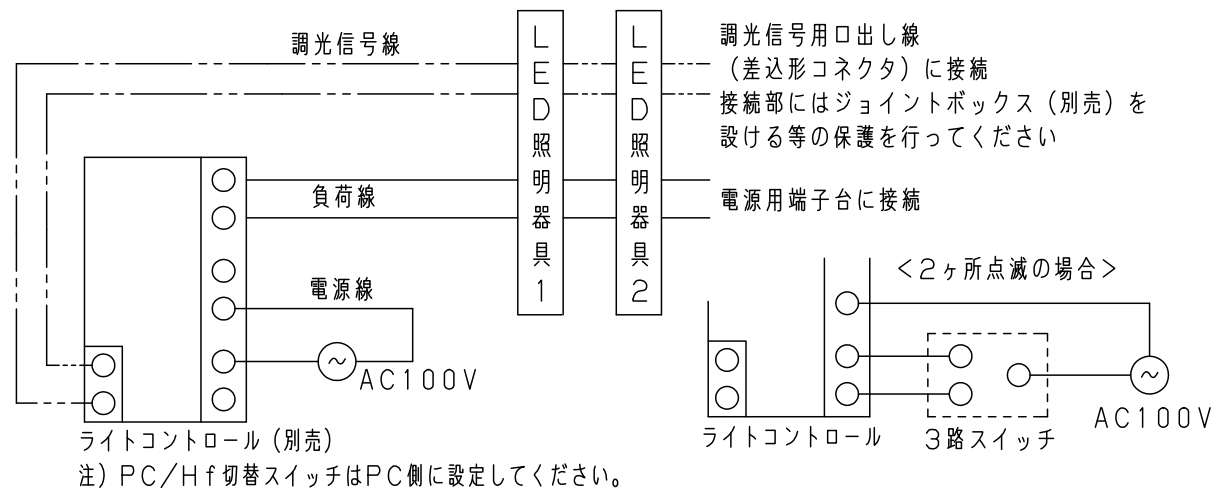 調光信号線
負荷線
電源線
AC100V
LED照明器具1
LED照明器具2
調光信号用口出し線
（差込形コネクタ）に接続
接続部にはジョイントボックス（別売）を
設ける等の保護を行ってください
電源用端子台に接続
＜2ヶ所点滅の場合＞
ライトコントロール（別売）
注）PC/Hf切替スイッチはPC側に設定してください。
ライトコントロール
3路スイッチ
AC100V